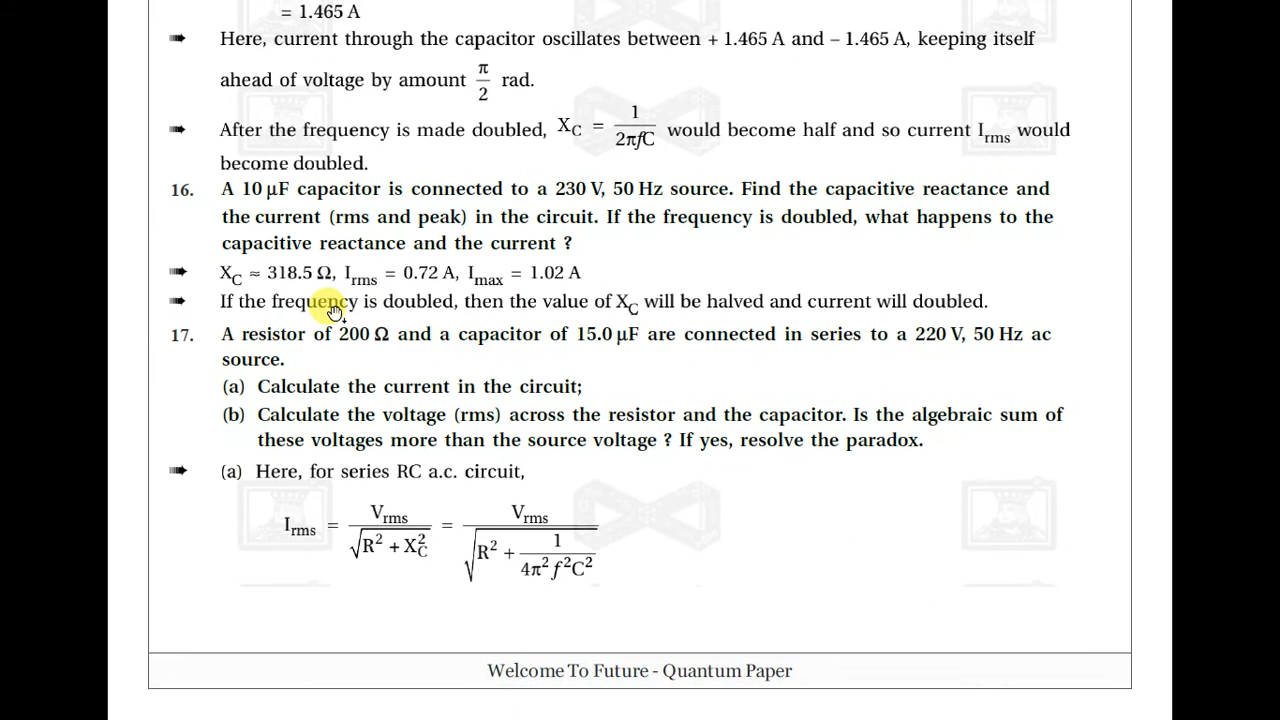 = 1.465 A
➠ Here, current through the capacitor oscillates between + 1.465 A and – 1.465 A, keeping itself
ahead of voltage by amount π/2 rad.
➠ After the frequency is made doubled, X_C = 1/2πfC would become half and so current I_rms would
become doubled.
16. A 10 μF capacitor is connected to a 230 V, 50 Hz source. Find the capacitive reactance and
the current (rms and peak) in the circuit. If the frequency is doubled, what happens to the
capacitive reactance and the current ?
➠ X_C ≈ 318.5 Ω, I_rms = 0.72 A, I_max = 1.02 A
➠ If the frequency is doubled, then the value of X_C will be halved and current will doubled.
17. A resistor of 200 Ω and a capacitor of 15.0 μF are connected in series to a 220 V, 50 Hz ac
source.
(a) Calculate the current in the circuit;
(b) Calculate the voltage (rms) across the resistor and the capacitor. Is the algebraic sum of
these voltages more than the source voltage ? If yes, resolve the paradox.
➠ (a) Here, for series RC a.c. circuit,
I_rms = V_rms/√(R² + X_C²) = V_rms/√(R² + 1/4π²f²C²)
Welcome To Future - Quantum Paper